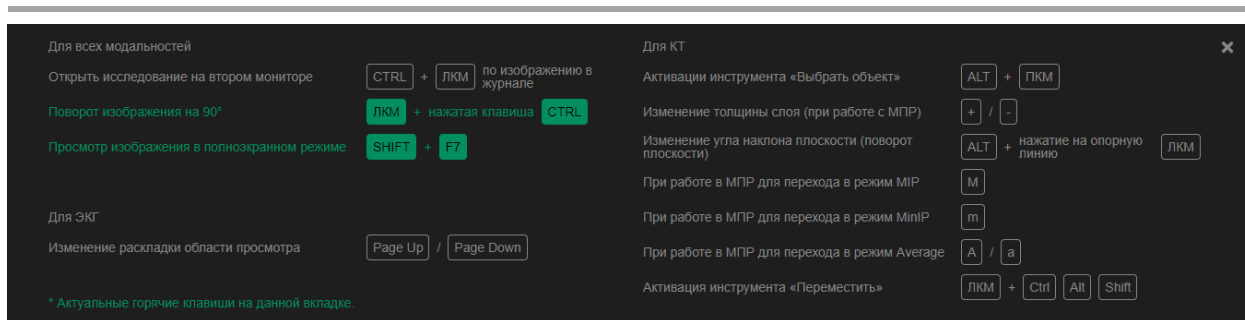 Для всех модальностей
Открыть исследование на втором мониторе CTRL + ЛКМ по изображению в
журнале
Поворот изображения на 90° ЛКМ + нажатая клавиша CTRL
Просмотр изображения в полноэкранном режиме SHIFT + F7
Для ЭКГ
Изменение раскладки области просмотра Page Up / Page Down
* Актуальные горячие клавиши на данной вкладке.
Для КТ
Активации инструмента «Выбрать объект» ALT + ПКМ
Изменение толщины слоя (при работе с МПР) + / -
Изменение угла наклона плоскости (поворот
плоскости) ALT + нажатие на опорную
линию ЛКМ
При работе в МПР для перехода в режим MIP M
При работе в МПР для перехода в режим MinIP m
При работе в МПР для перехода в режим Average A / a
Активация инструмента «Переместить» ЛКМ + Ctrl Alt Shift